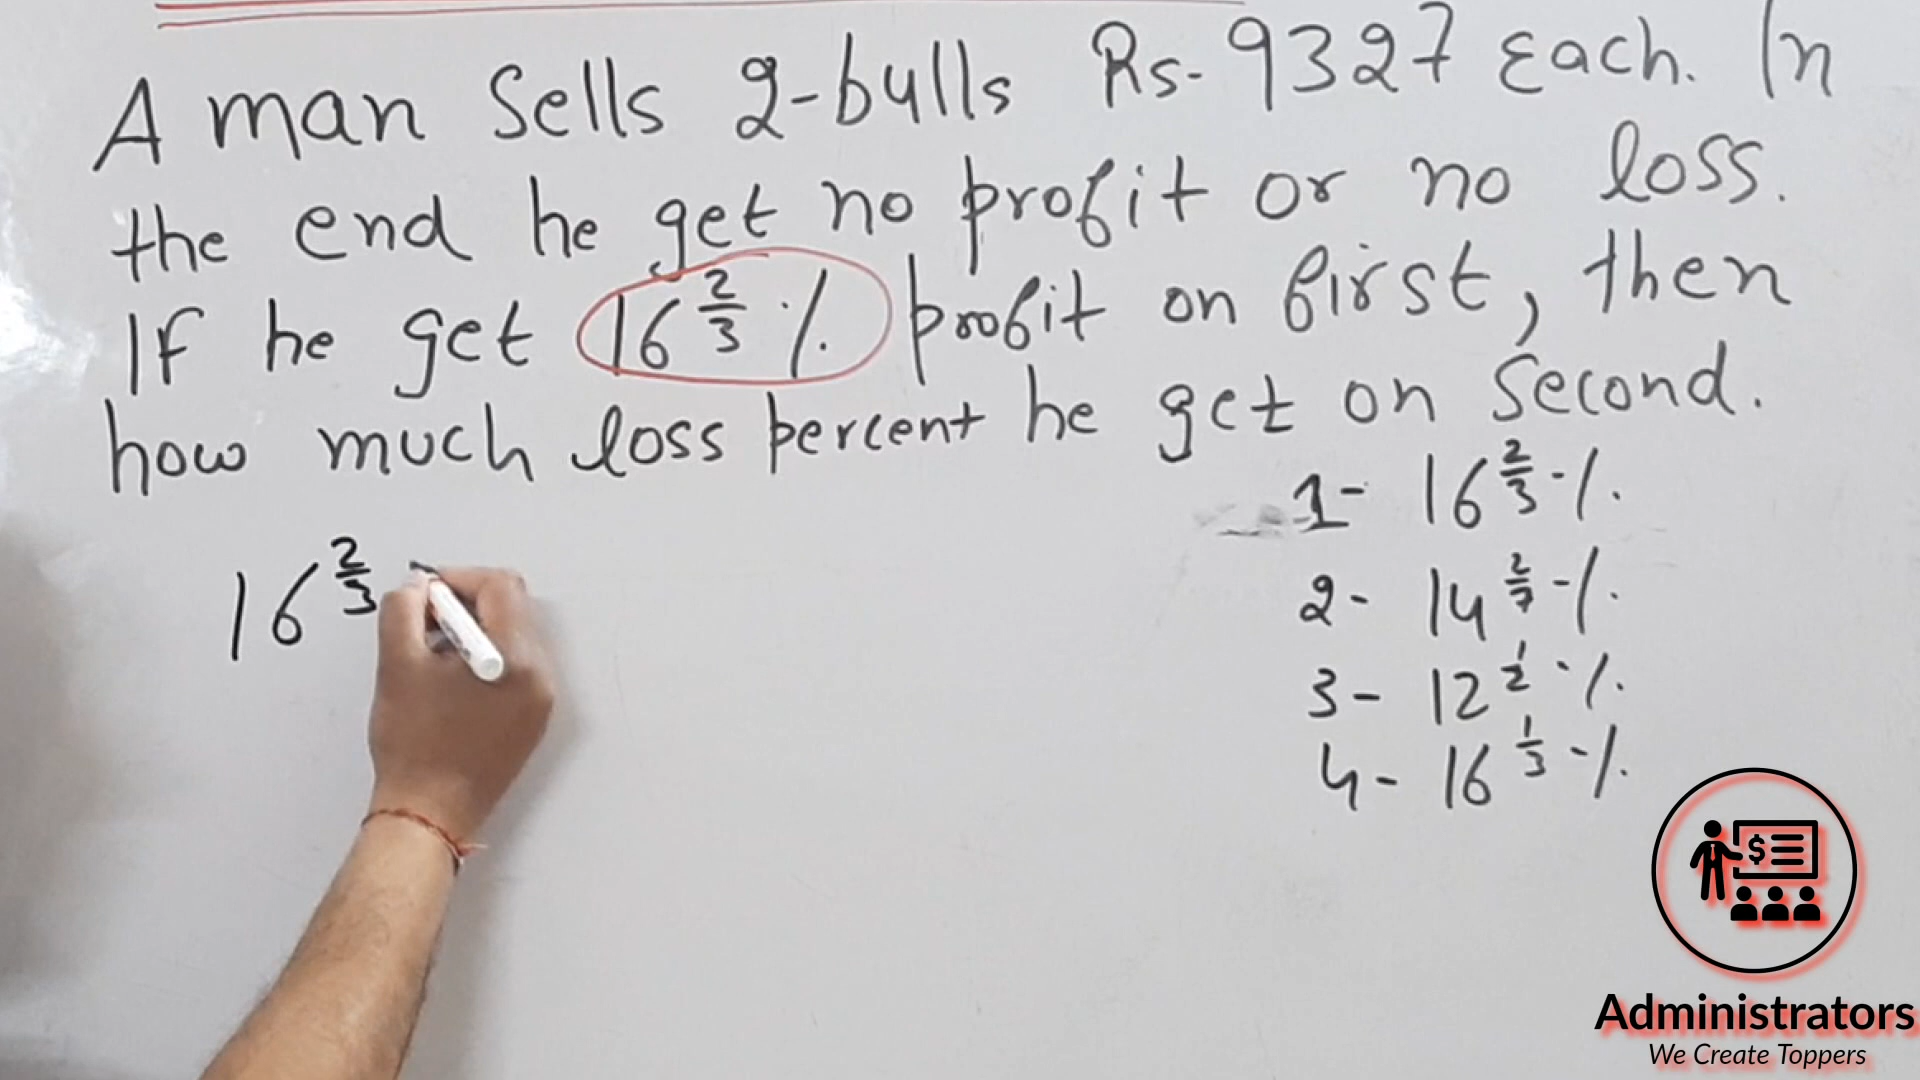 A man Sells 2-bulls Rs- 9327 Each. In
the end he get no profit or no loss.
If he get 16 2/3 % profit on first, then
how much loss percent he get on Second.
1- 16 2/3 %
2- 14 2/7 %
3- 12 1/2 %
4- 16 1/3 %
16 2/3
$
Administrators
We Create Toppers